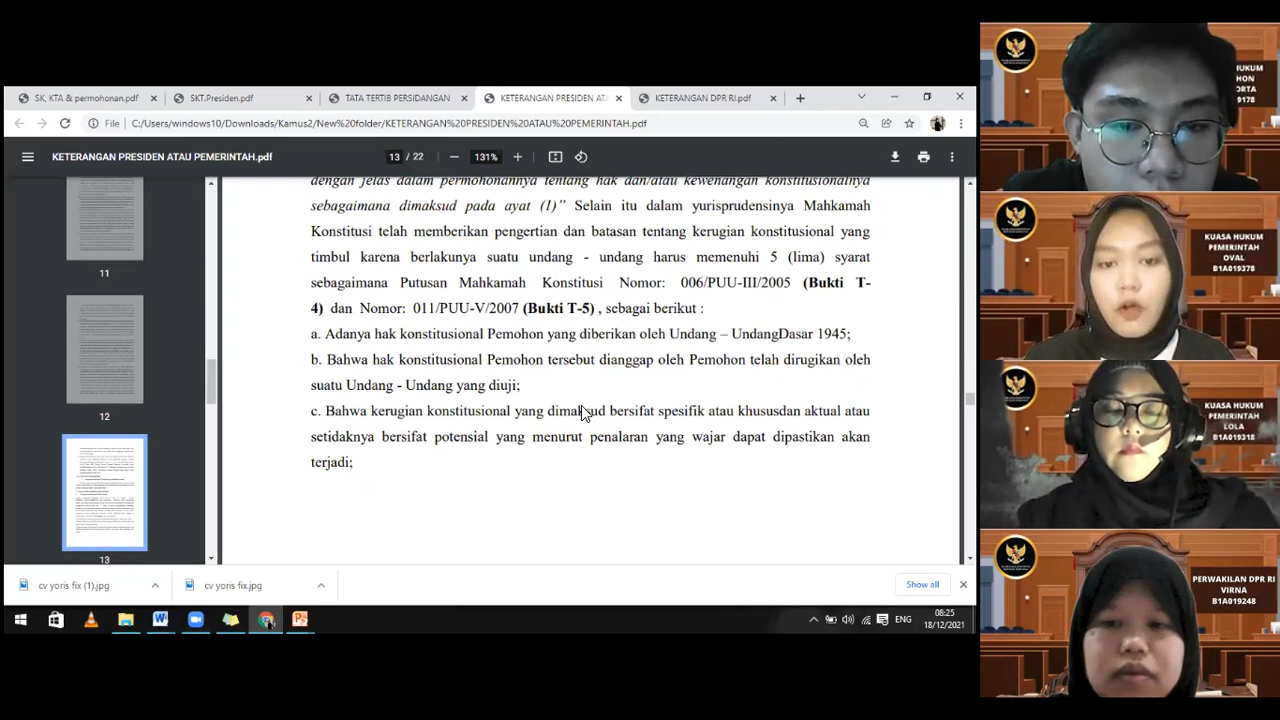 SK, KTA & permohonan.pdf
SKT.Presiden.pdf
TATA TERTIB PERSIDANGAN
KETERANGAN PRESIDEN ATA
KETERANGAN DPR RI.pdf
File
C:/Users/windows10/Downloads/Kamus2/New%20folder/KETERANGAN%20PRESIDEN%20ATAU%20PEMERINTAH.pdf
KETERANGAN PRESIDEN ATAU PEMERINTAH.pdf
13 / 22
131%
11
12
13
dengan jelas dalam permohonannya tentang hak dan/atau kewenangan konstitusionalnya
sebagaimana dimaksud pada ayat (1)” Selain itu dalam yurisprudensinya Mahkamah
Konstitusi telah memberikan pengertian dan batasan tentang kerugian konstitusional yang
timbul karena berlakunya suatu undang - undang harus memenuhi 5 (lima) syarat
sebagaimana Putusan Mahkamah Konstitusi Nomor: 006/PUU-III/2005 (Bukti T-
4) dan Nomor: 011/PUU-V/2007 (Bukti T-5) , sebagai berikut :
a. Adanya hak konstitusional Pemohon yang diberikan oleh Undang – UndangDasar 1945;
b. Bahwa hak konstitusional Pemohon tersebut dianggap oleh Pemohon telah dirugikan oleh
suatu Undang - Undang yang diuji;
c. Bahwa kerugian konstitusional yang dimaksud bersifat spesifik atau khususdan aktual atau
setidaknya bersifat potensial yang menurut penalaran yang wajar dapat dipastikan akan
terjadi;
cv yoris fix (1).jpg
cv yoris fix.jpg
Show all
ENG
08:25
18/12/2021
HUKUM
HON
ORTA
9178
KUASA HUKUM
PEMERINTAH
OVAL
B1A019378
KUASA HUKUM
PEMERINTAH
LOLA
B1A019318
PERWAKILAN DPR RI
VIRNA
B1A019248